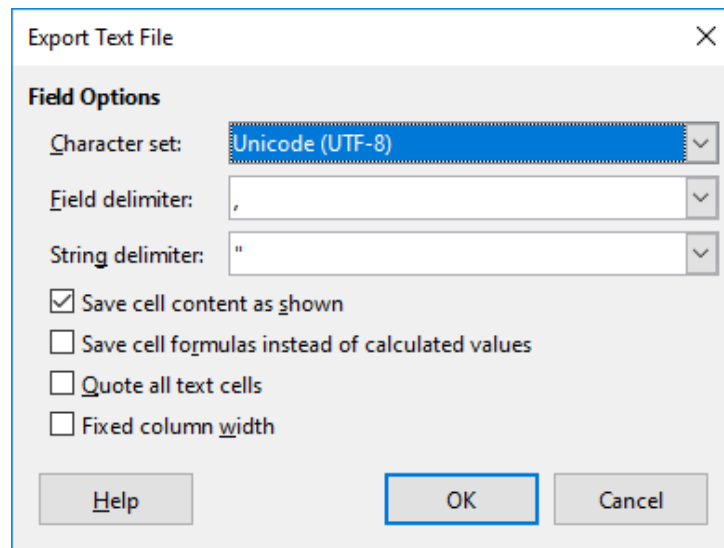 Export Text File
Field Options
Character set: Unicode (UTF-8)
Field delimiter: ,
String delimiter: "
Save cell content as shown
Save cell formulas instead of calculated values
Quote all text cells
Fixed column width
Help OK Cancel